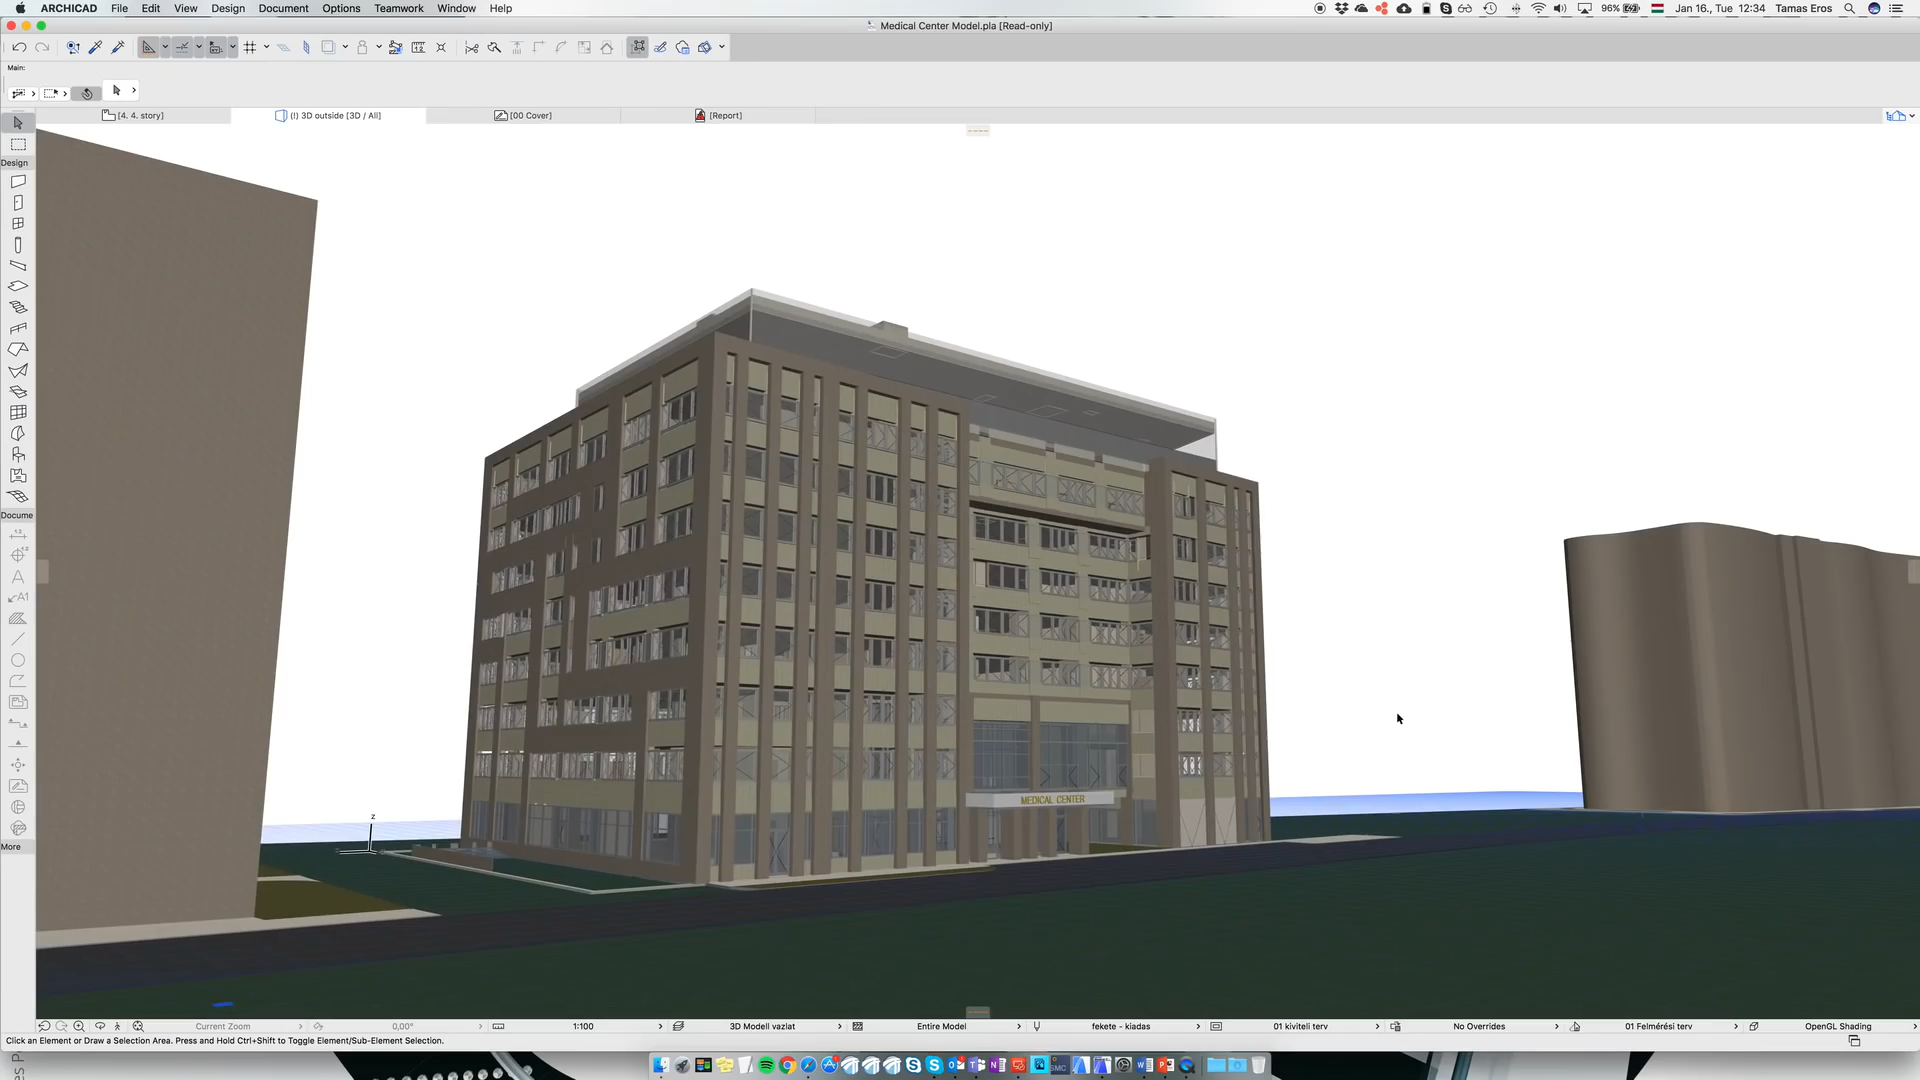 ARCHICAD File Edit View Design Document Options Teamwork Window Help 96% Jan 16., Tue 12:34 Tamas Eros
Medical Center Model.pla [Read-only]
Main:
[4. 4. story] (!) 3D outside [3D / All] [00 Cover] [Report]
Design
z
Docume
A
A1
MEDICAL CENTER
More
Current Zoom 0,00° 1:100 3D Modell vazlat Entire Model fekete - kiadas 01 kiviteli terv No Overrides 01 Felmérési terv OpenGL Shading
Click an Element or Draw a Selection Area. Press and Hold Ctrl+Shift to Toggle Element/Sub-Element Selection.
es P
SMC